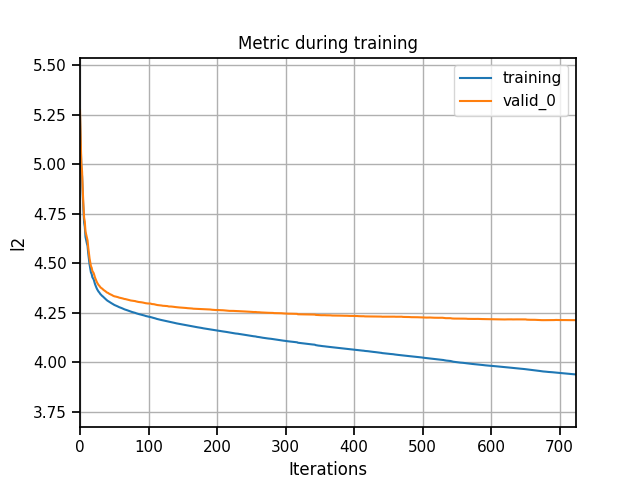 Metric during training
5.50
5.25
5.00
4.75
4.50
4.25
4.00
3.75
l2
training
valid_0
0 100 200 300 400 500 600 700
Iterations